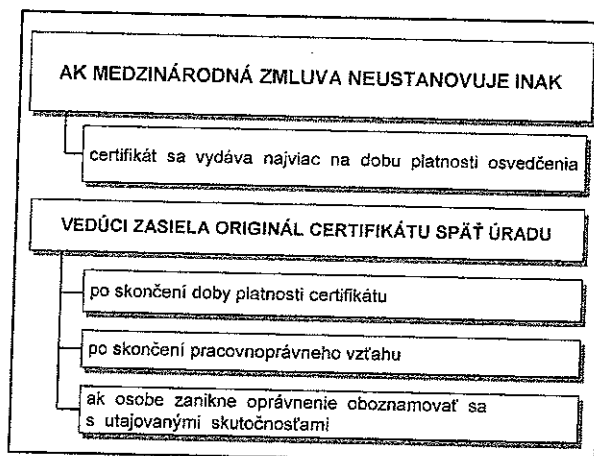 AK MEDZINÁRODNÁ ZMLUVA NEUSTANOVUJE INAK
certifikát sa vydáva najviac na dobu platnosti osvedčenia
VEDÚCI ZASIELA ORIGINÁL CERTIFIKÁTU SPÄŤ ÚRADU
po skončení doby platnosti certifikátu
po skončení pracovnoprávneho vzťahu
ak osobe zanikne oprávnenie oboznamovať sa
s utajovanými skutočnosťami